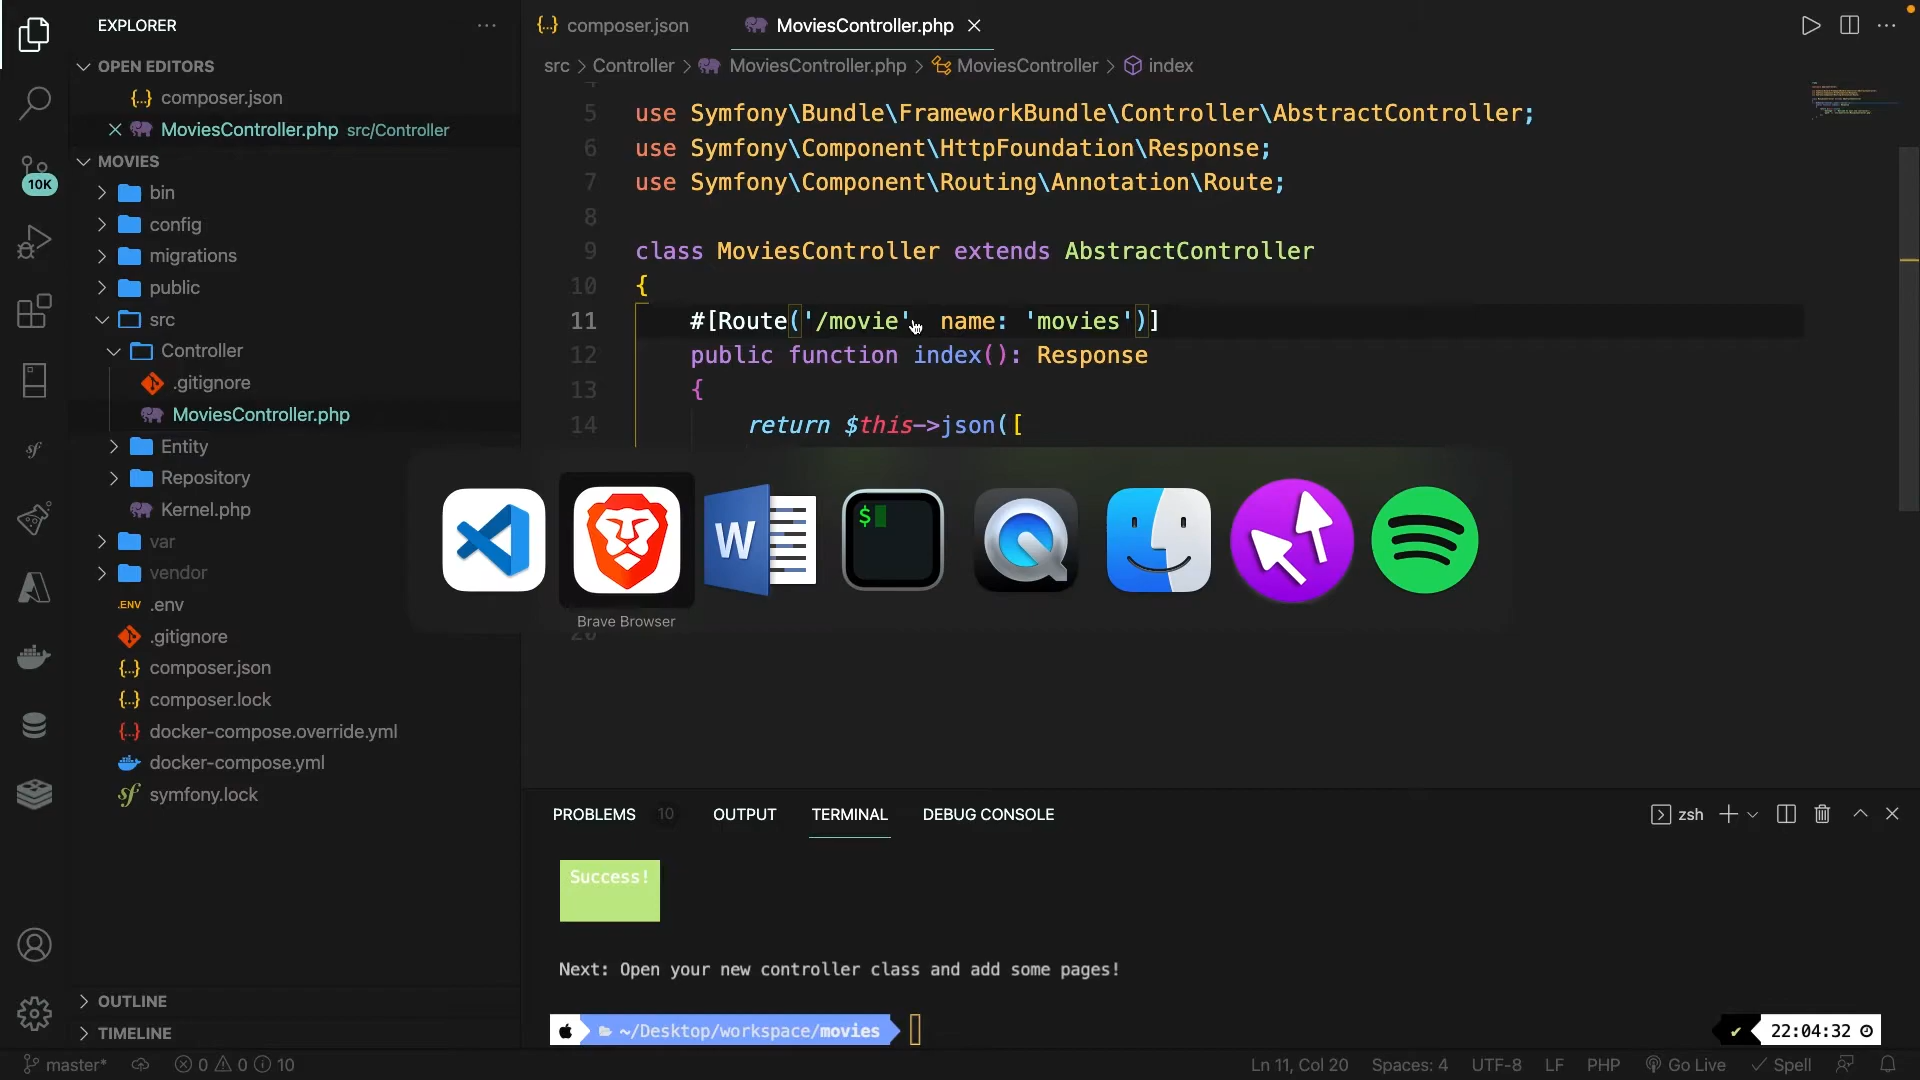 EXPLORER
OPEN EDITORS
{..} composer.json
MoviesController.php src/Controller
MOVIES
bin
config
migrations
public
src
Controller
.gitignore
MoviesController.php
Entity
Repository
Kernel.php
var
vendor
.ENV .env
.gitignore
{..} composer.json
{..} composer.lock
{..} docker-compose.override.yml
docker-compose.yml
sf symfony.lock
OUTLINE
TIMELINE
10K
sf
{..} composer.json
MoviesController.php
src > Controller > MoviesController.php > MoviesController > index
5 use Symfony\Bundle\FrameworkBundle\Controller\AbstractController;
6 use Symfony\Component\HttpFoundation\Response;
7 use Symfony\Component\Routing\Annotation\Route;
8
9 class MoviesController extends AbstractController
10 {
11 #[Route('/movie', name: 'movies')]
12 public function index(): Response
13 {
14 return $this->json([
W
$
Brave Browser
20
PROBLEMS 10 OUTPUT TERMINAL DEBUG CONSOLE
zsh
Success!
Next: Open your new controller class and add some pages!
~/Desktop/workspace/movies
22:04:32
master* 0 0 10
Ln 11, Col 20 Spaces: 4 UTF-8 LF PHP Go Live Spell